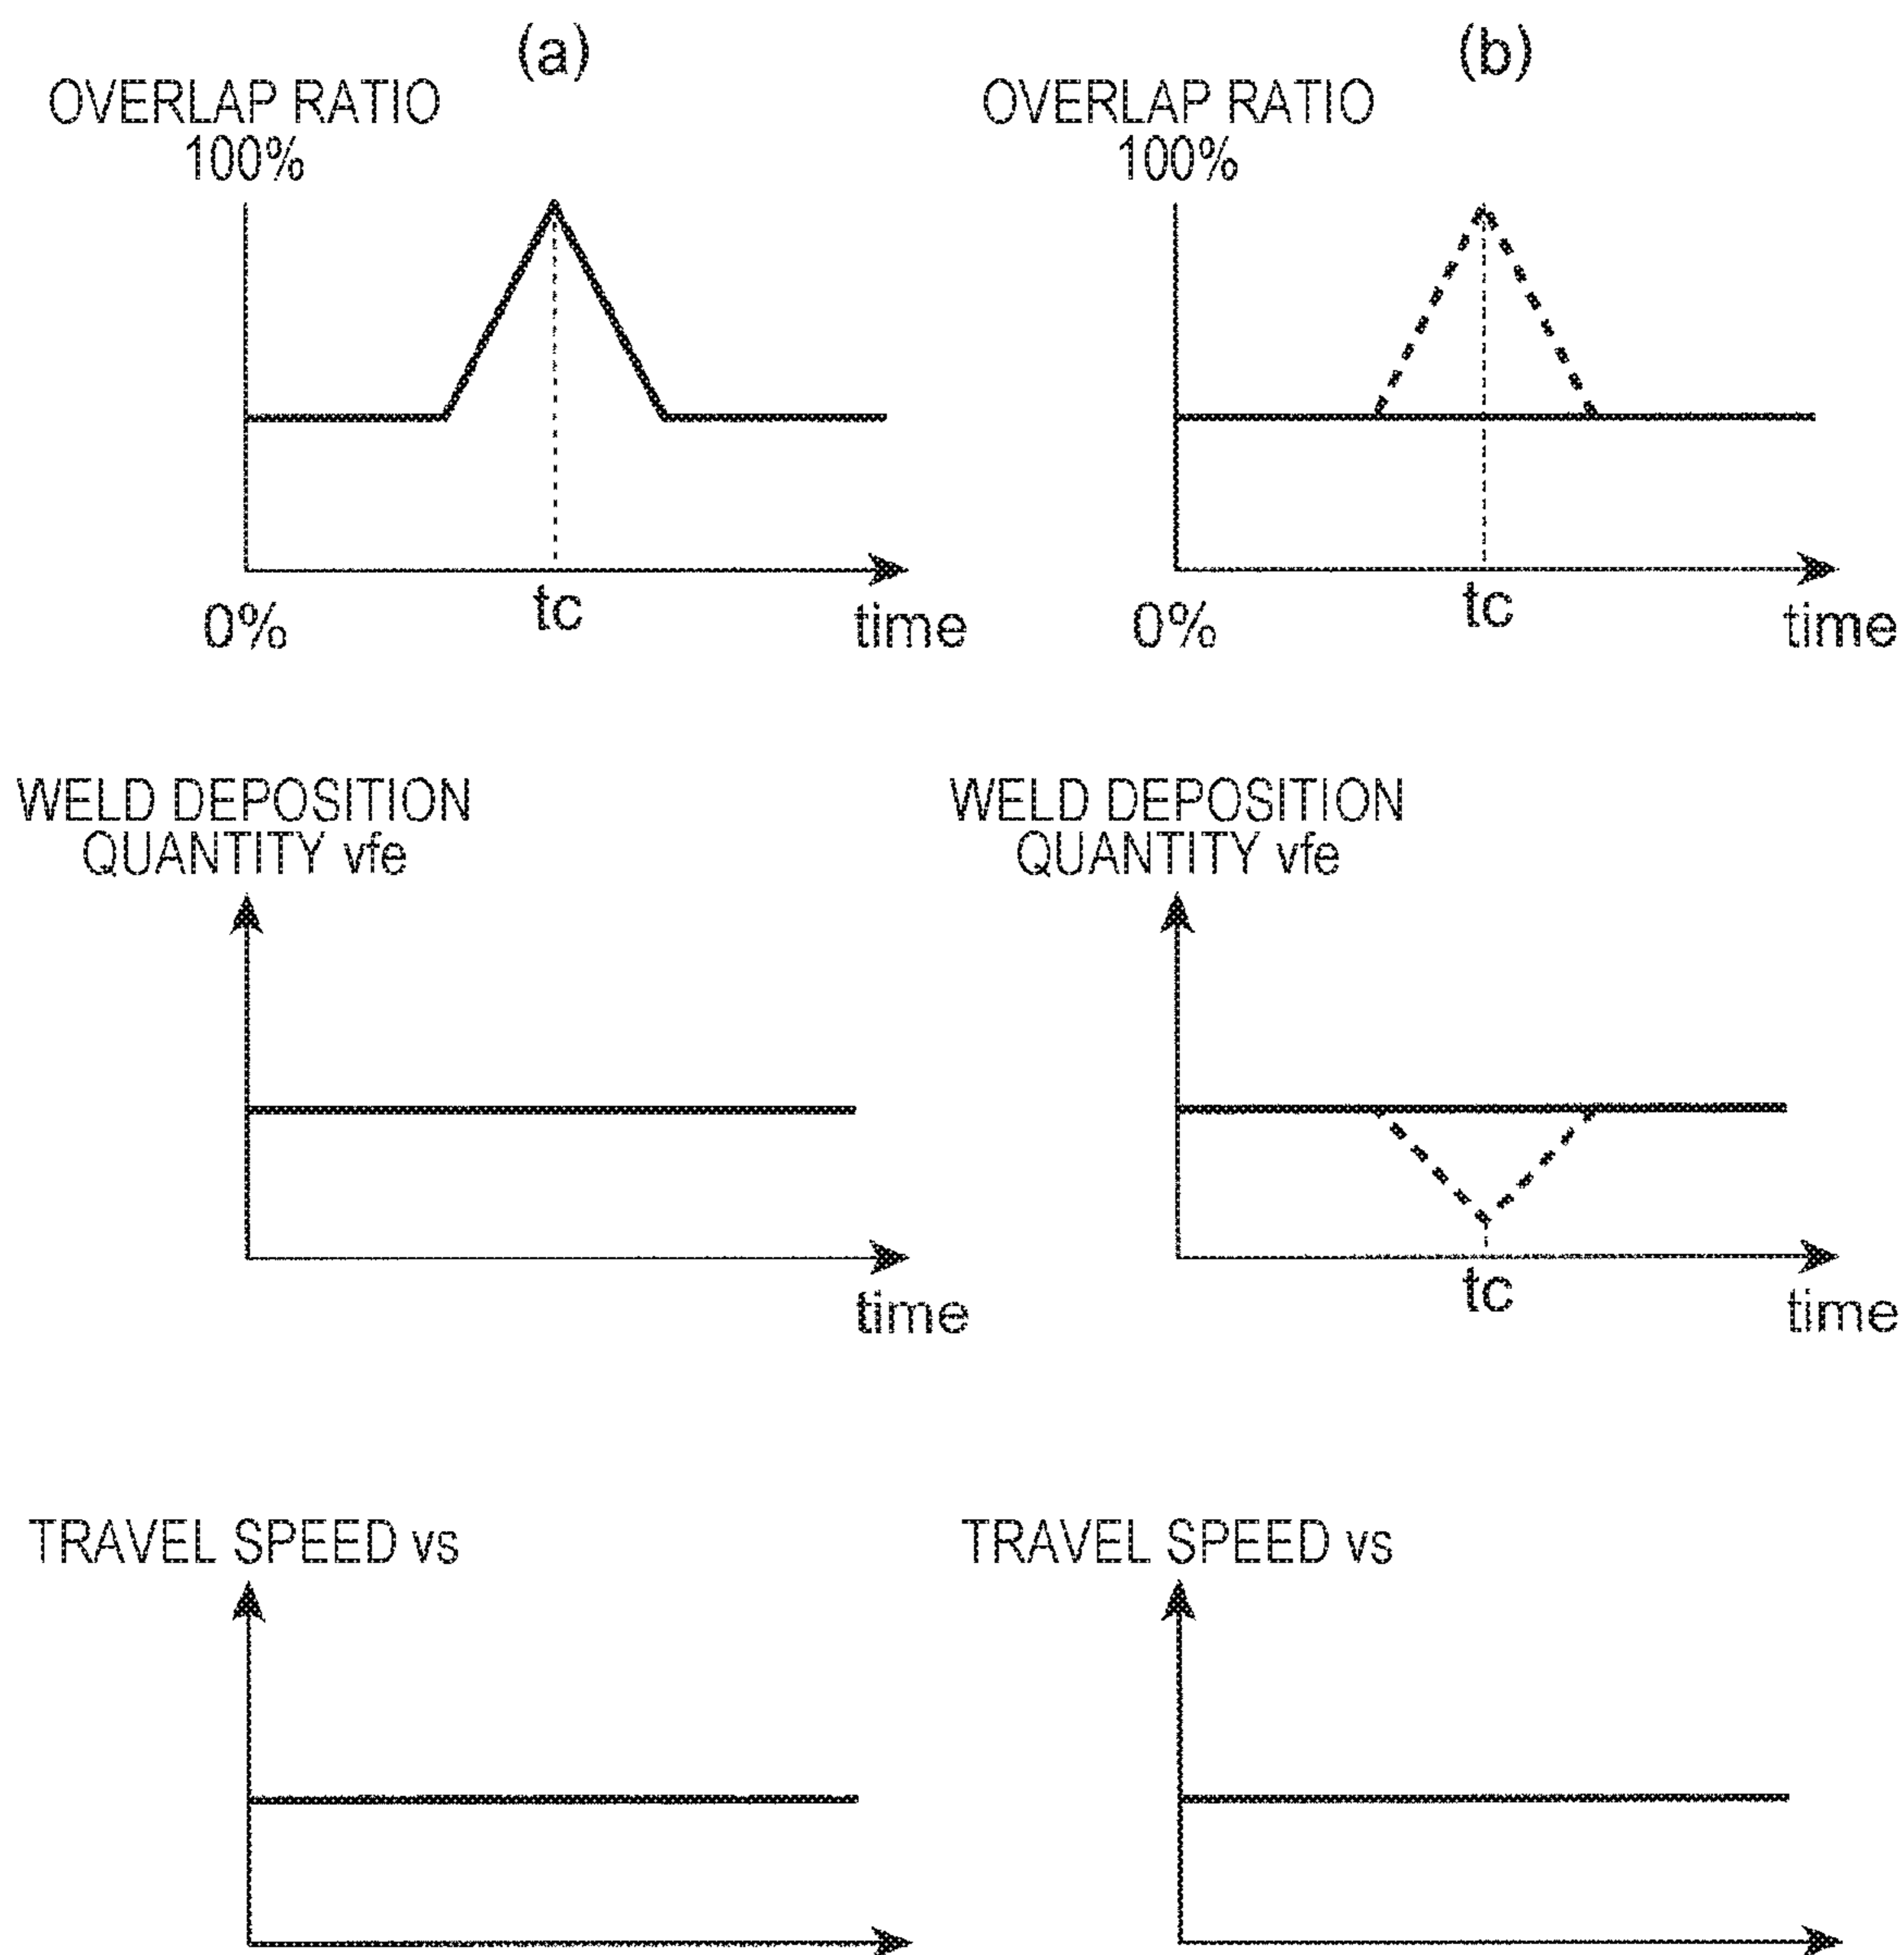 (a)
OVERLAP RATIO
100%
0%
tc
time
(b)
OVERLAP RATIO
100%
0%
tc
time
WELD DEPOSITION
QUANTITY vfe
time
WELD DEPOSITION
QUANTITY vfe
tc
time
TRAVEL SPEED vs
TRAVEL SPEED vs